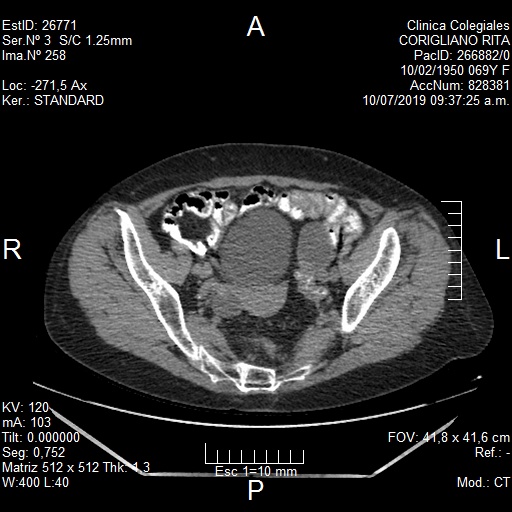 EstID: 26771
Ser.Nº 3 S/C 1.25mm
Ima.Nº 258
Loc: -271,5 Ax
Ker.: STANDARD
A
Clinica Colegiales
CORIGLIANO RITA
PacID: 266882/0
10/02/1950 069Y F
AccNum: 828381
10/07/2019 09:37:25 a.m.
R
L
KV: 120
mA: 103
Tilt: 0.000000
Seg: 0,752
Matriz 512 x 512 Thk: 1.3
W:400 L:40
Esc 1=10 mm
P
FOV: 41,8 x 41,6 cm
Ref.: -
Mod.: CT